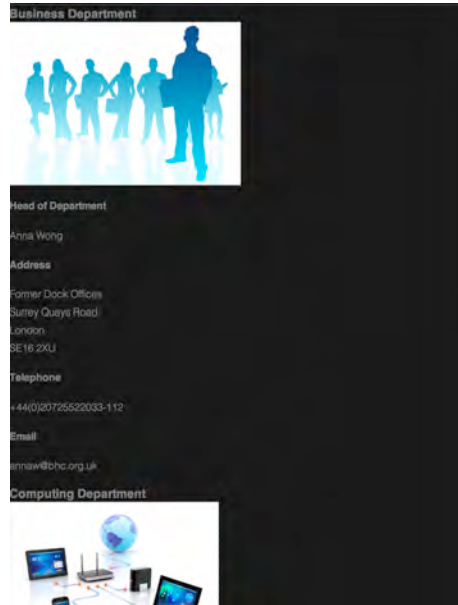 Business Department
Head of Department
Anna Wong
Address
Former Dock Offices
Surrey Quays Road
London
SE16 2XU
Telephone
+44(0)20725522033-112
Email
annaw@bhc.org.uk
Computing Department